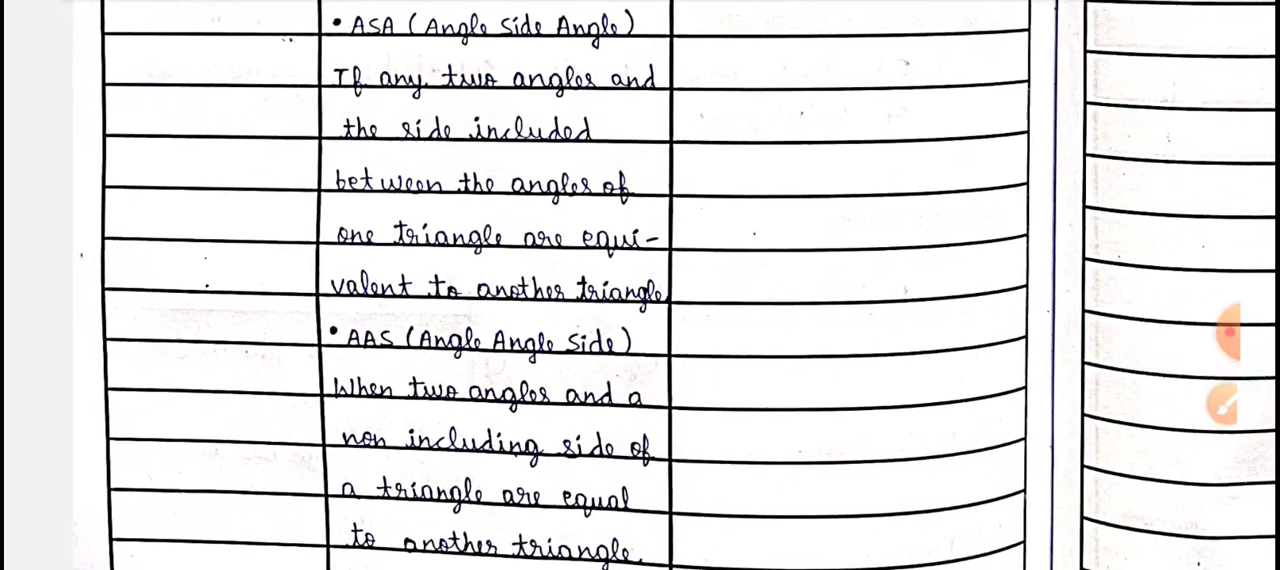 • ASA (Angle Side Angle)
If any two angles and
the side included
between the angles of
one triangle are equi-
valent to another triangle.
• AAS (Angle Angle Side)
When two angles and a
non including side of
a triangle are equal
to another triangle.